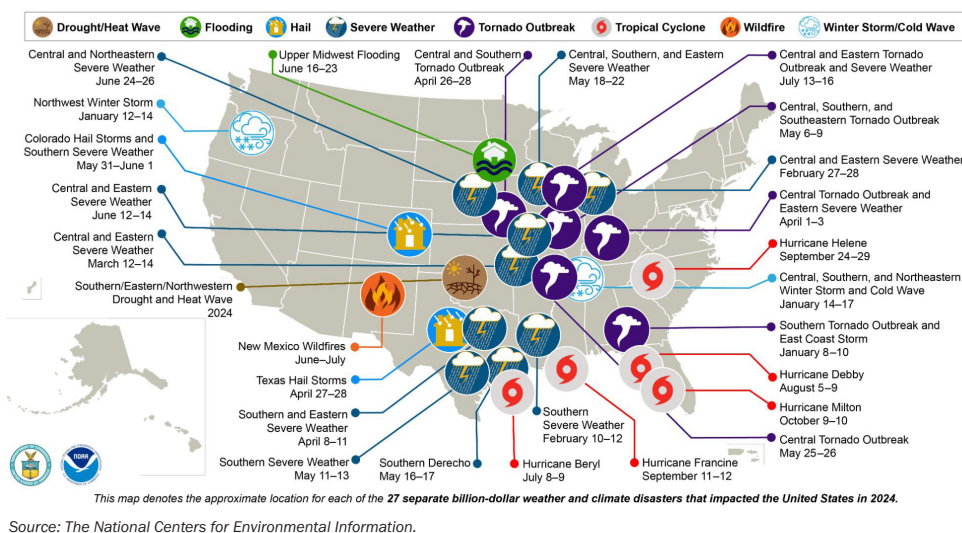 Drought/Heat Wave Flooding Hail Severe Weather Tornado Outbreak Tropical Cyclone Wildfire Winter Storm/Cold Wave
Central and Northeastern
Severe Weather
June 24–26
Northwest Winter Storm
January 12–14
Colorado Hail Storms and
Southern Severe Weather
May 31–June 1
Central and Eastern
Severe Weather
June 12–14
Central and Eastern
Severe Weather
March 12–14
Southern/Eastern/Northwestern
Drought and Heat Wave
2024
New Mexico Wildfires
June–July
Texas Hail Storms
April 27–28
Southern and Eastern
Severe Weather
April 8–11
Southern Severe Weather
May 11–13
Upper Midwest Flooding
June 16–23
Central and Southern
Tornado Outbreak
April 26–28
Central, Southern, and Eastern
Severe Weather
May 18–22
Central and Eastern Tornado
Outbreak and Severe Weather
July 13–16
Central, Southern, and
Southeastern Tornado Outbreak
May 6–9
Central and Eastern Severe Weather
February 27–28
Central Tornado Outbreak and
Eastern Severe Weather
April 1–3
Hurricane Helene
September 24–29
Central, Southern, and Northeastern
Winter Storm and Cold Wave
January 14–17
Southern Tornado Outbreak and
East Coast Storm
January 8–10
Hurricane Debby
August 5–9
Hurricane Milton
October 9–10
Central Tornado Outbreak
May 25–26
Southern Derecho
May 16–17
Hurricane Beryl
July 8–9
Southern
Severe Weather
February 10–12
Hurricane Francine
September 11–12
NOAA
This map denotes the approximate location for each of the 27 separate billion-dollar weather and climate disasters that impacted the United States in 2024.
Source: The National Centers for Environmental Information.